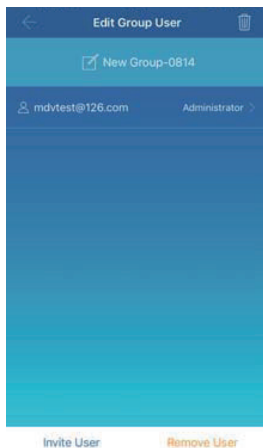 Edit Group User
New Group-0814
mdvtest@126.com Administrator
Invite User Remove User